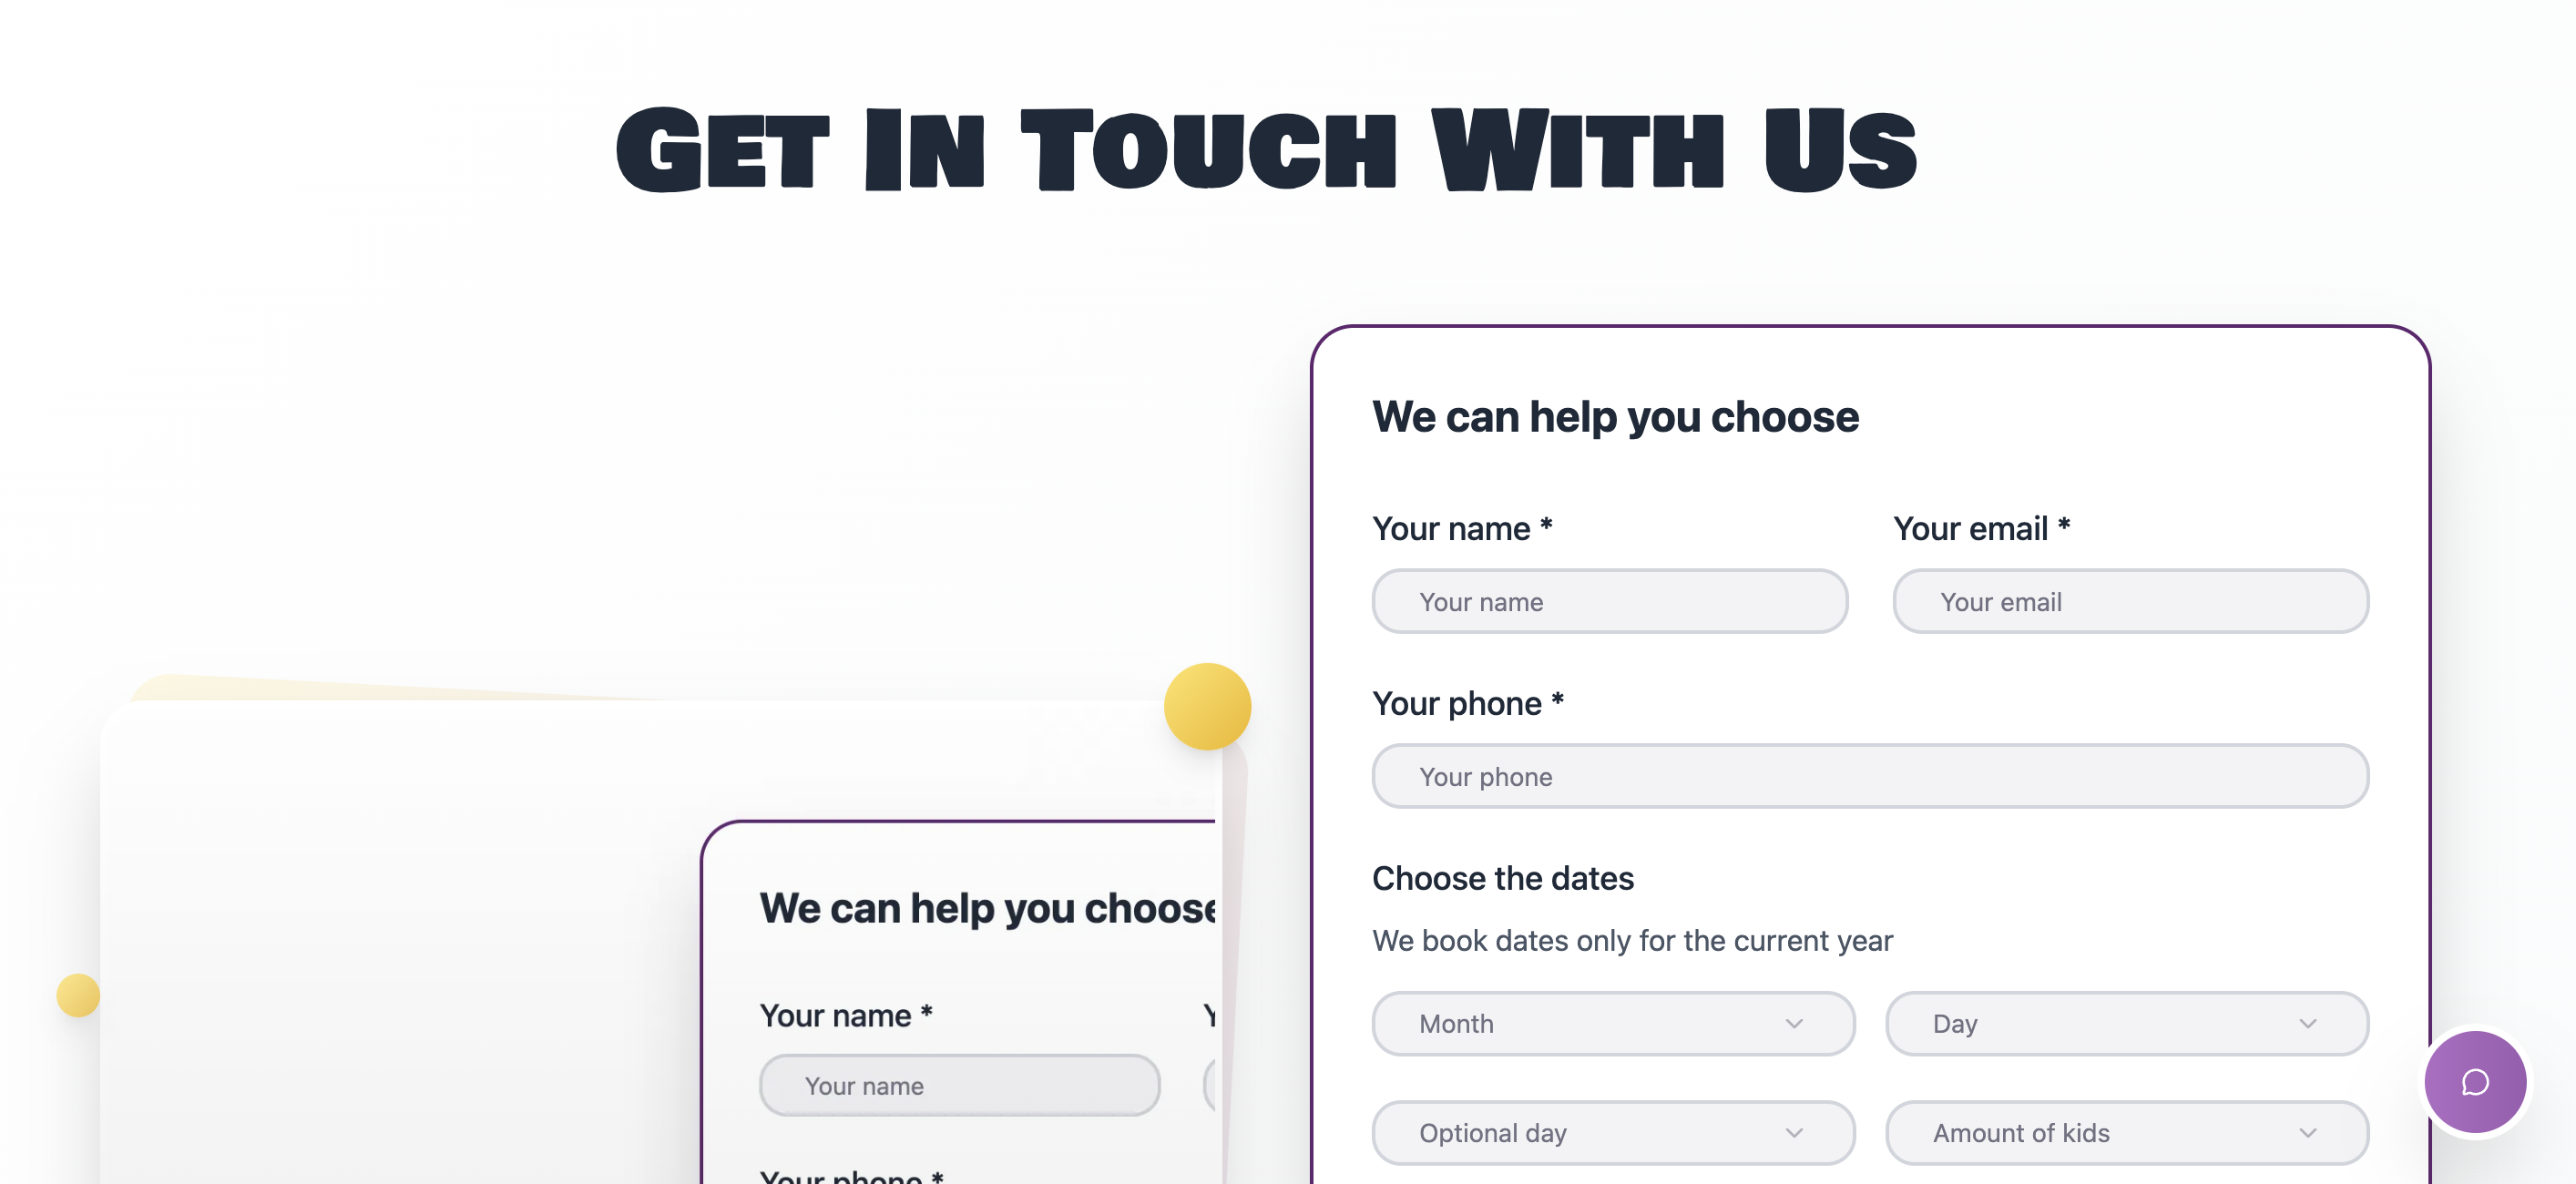 Get In Touch With Us
We can help you choose
Your name * Your email *
Your name Your email
Your phone *
Your phone
Choose the dates
We book dates only for the current year
Month Day
Optional day Amount of kids
We can help you choose
Your name *
Your name
Your phone *